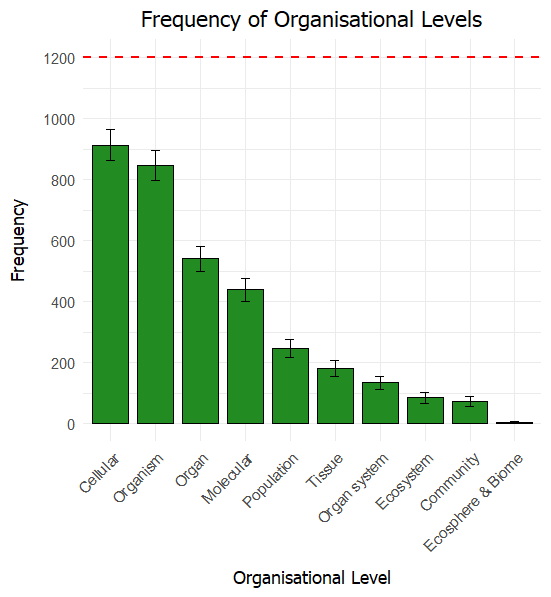 Frequency of Organisational Levels
Frequency
1200
1000
800
600
400
200
0
Cellular
Organism
Organ
Molecular
Population
Tissue
Organ system
Ecosystem
Community
Ecosphere & Biome
Organisational Level